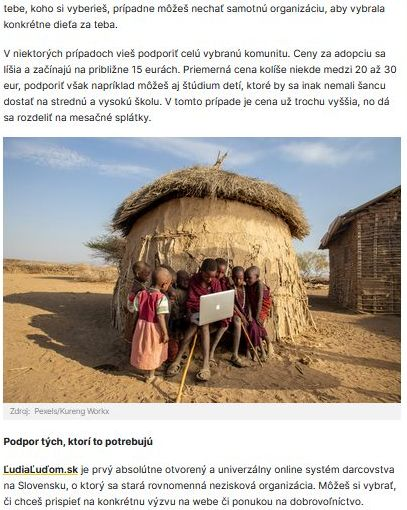 tebe, koho si vyberieš, prípadne môžeš nechať samotnú organizáciu, aby vybrala
konkrétne dieťa za teba.
V niektorých prípadoch vieš podporiť celú vybranú komunitu. Ceny za adopciu sa
líšia a začínajú na približne 15 eurách. Priemerná cena kolíše niekde medzi 20 až 30
eur, podporiť však napríklad môžeš aj štúdium detí, ktoré by sa inak nemali šancu
dostať na strednú a vysokú školu. V tomto prípade je cena už trochu vyššia, no dá
sa rozdeliť na mesačné splátky.
Zdroj: Pexels/Kureng Workx
Podpor tých, ktorí to potrebujú
ĽudiaĽuďom.sk je prvý absolútne otvorený a univerzálny online systém darcovstva
na Slovensku, o ktorý sa stará rovnomenná nezisková organizácia. Môžeš si vybrať,
či chceš prispieť na konkrétnu výzvu na webe či ponukou na dobrovoľníctvo.